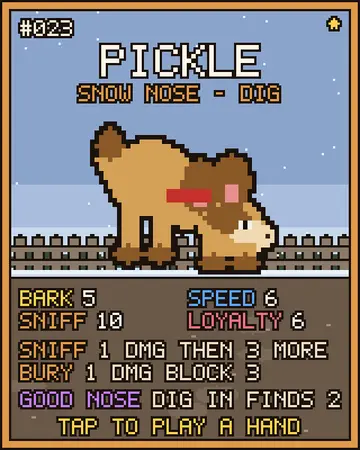 #023
PICKLE
SNOW NOSE - DIG
BARK 5
SPEED 6
SNIFF 10
LOYALTY 6
SNIFF 1 DMG THEN 3 MORE
BURY 1 DMG BLOCK 3
GOOD NOSE DIG IN FINDS 2
TAP TO PLAY A HAND